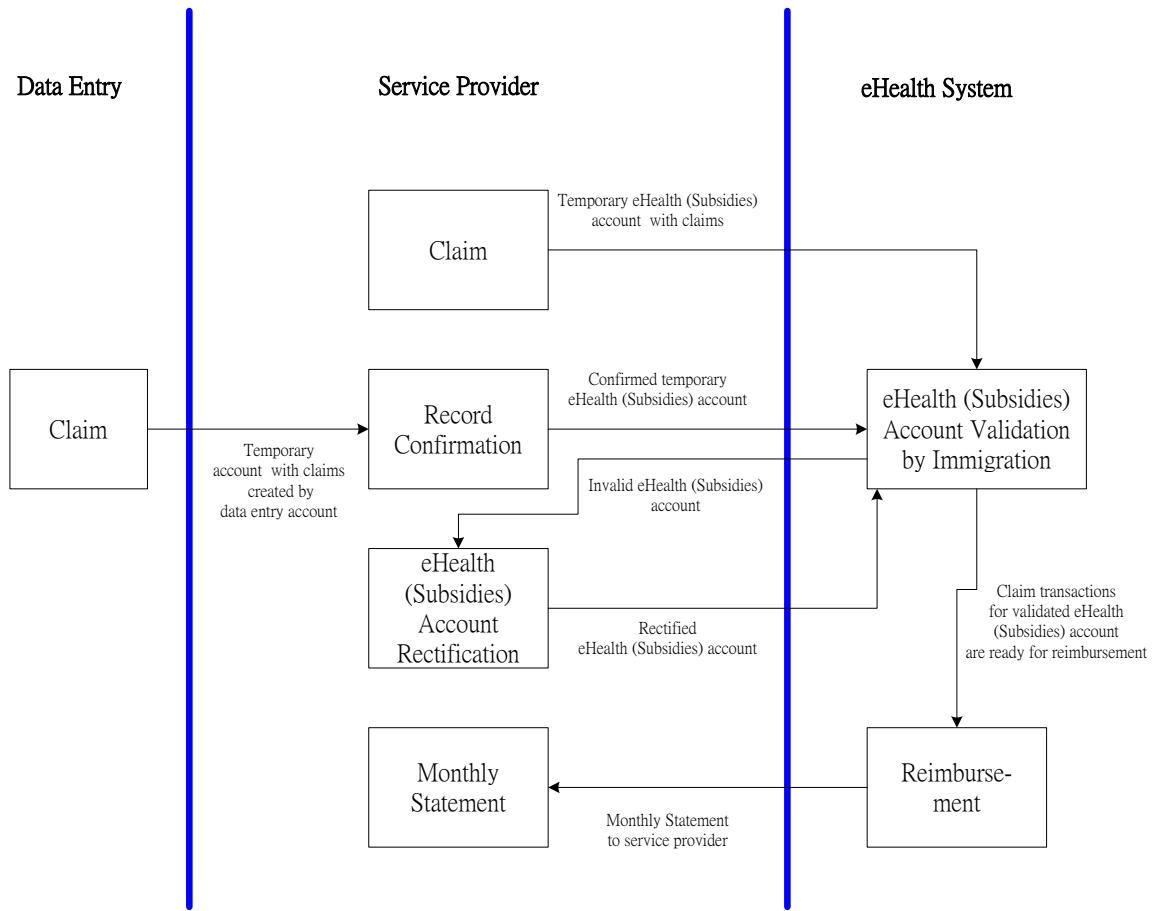 Data Entry
Service Provider
eHealth System
Claim
Temporary eHealth (Subsidies)
account with claims
Claim
Temporary
account with claims
created by
data entry account
Record
Confirmation
Confirmed temporary
eHealth (Subsidies) account
eHealth (Subsidies)
Account Validation
by Immigration
Invalid eHealth (Subsidies)
account
eHealth
(Subsidies)
Account
Rectification
Rectified
eHealth (Subsidies) account
Claim transactions
for validated eHealth
(Subsidies) account
are ready for reimbursement
Monthly
Statement
Monthly Statement
to service provider
Reimburse-
ment